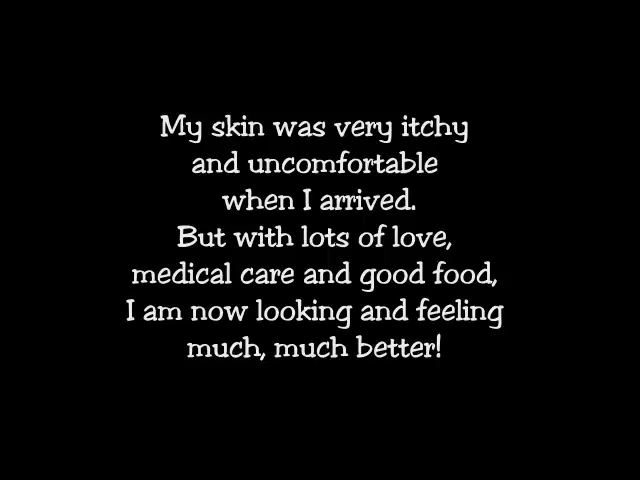 My skin was very itchy
and uncomfortable
when I arrived.
But with lots of love,
medical care and good food,
I am now looking and feeling
much, much better!